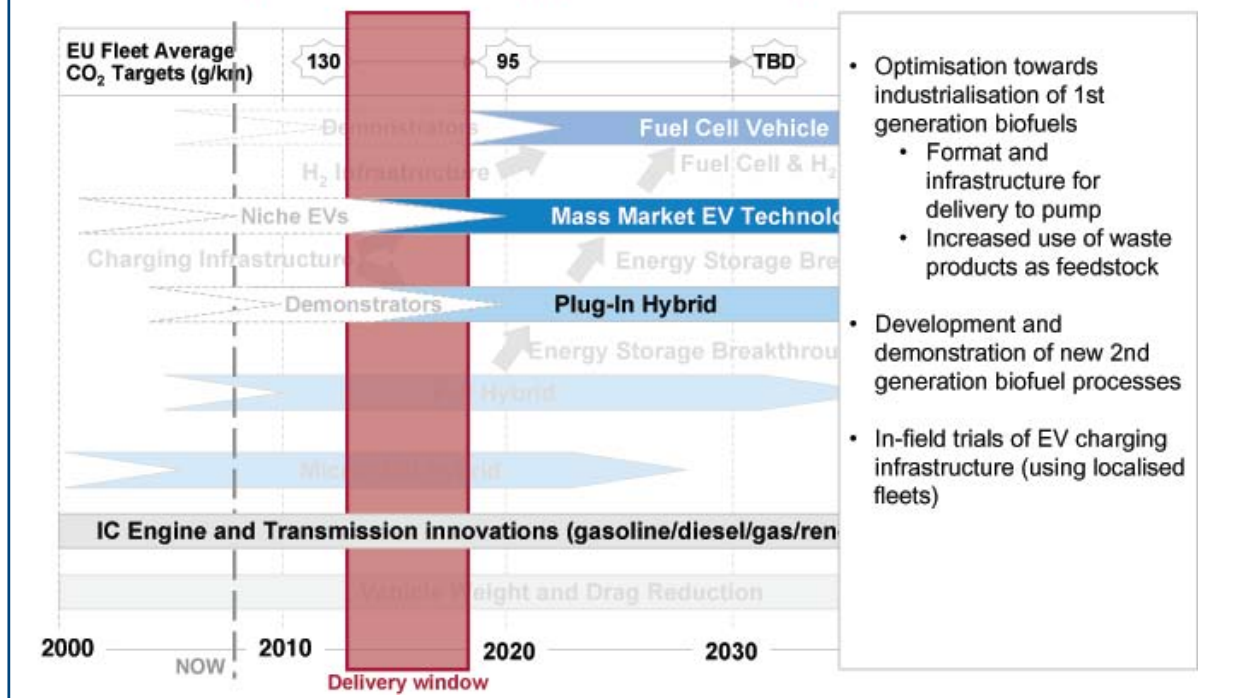 EU Fleet Average
CO₂ Targets (g/km)
130
95
TBD
Demonstrators
Fuel Cell Vehicle
H₂ Infrastructure
Fuel Cell & H₂
Niche EVs
Mass Market EV Technolo
Charging Infrastructure
Energy Storage Bre
Demonstrators
Plug-In Hybrid
Energy Storage Breakthrou
Hybrid
Hybrid
IC Engine and Transmission innovations (gasoline/diesel/gas/ren
Vehicle Weight and Drag Reduction
2000
NOW
2010
2020
2030
Delivery window
• Optimisation towards
industrialisation of 1st
generation biofuels
• Format and
infrastructure for
delivery to pump
• Increased use of waste
products as feedstock
• Development and
demonstration of new 2nd
generation biofuel processes
• In-field trials of EV charging
infrastructure (using localised
fleets)